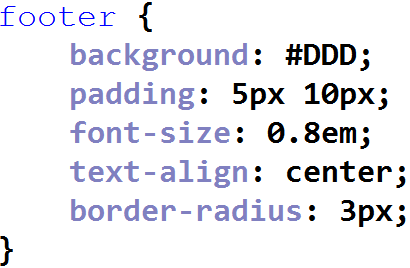 footer {
    background: #DDD;
    padding: 5px 10px;
    font-size: 0.8em;
    text-align: center;
    border-radius: 3px;
}